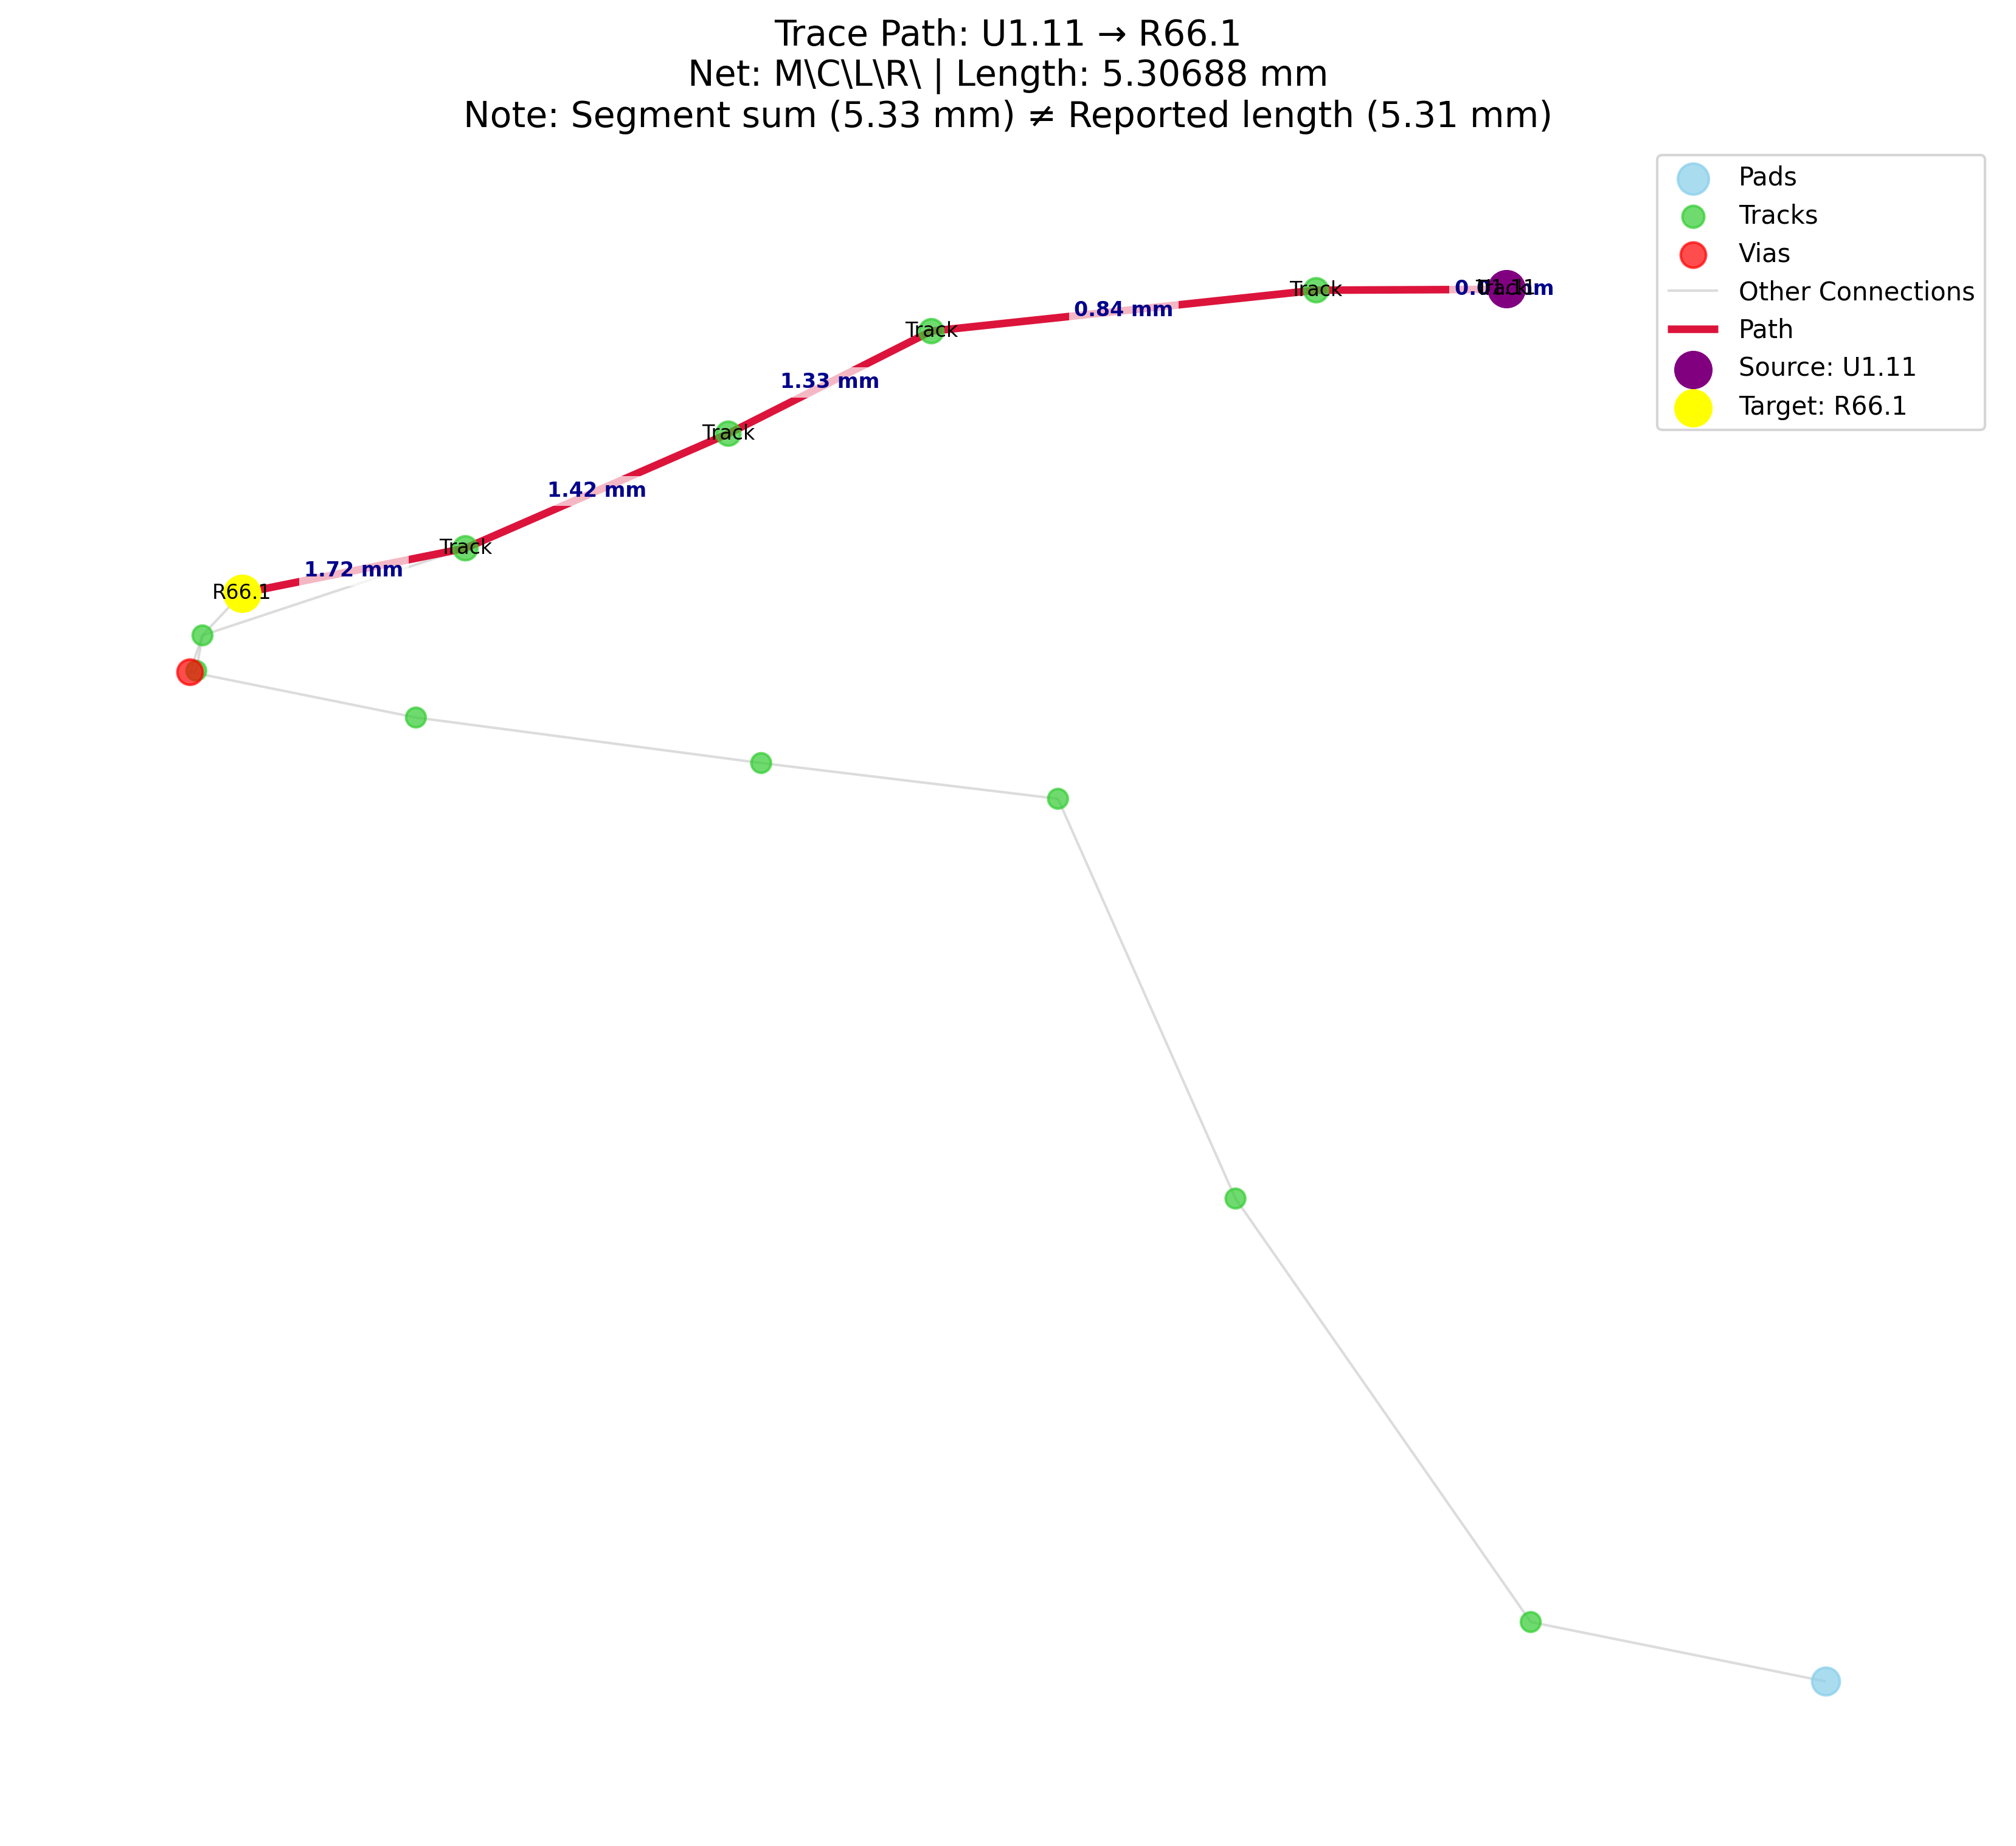 Trace Path: U1.11 → R66.1
Net: M\C\L\R\ | Length: 5.30688 mm
Note: Segment sum (5.33 mm) ≠ Reported length (5.31 mm)
Pads
Tracks
Vias
Other Connections
Path
Source: U1.11
Target: R66.1
Track
Track
0.84 mm
Track
1.33 mm
Track
1.42 mm
Track
1.72 mm
R66.1